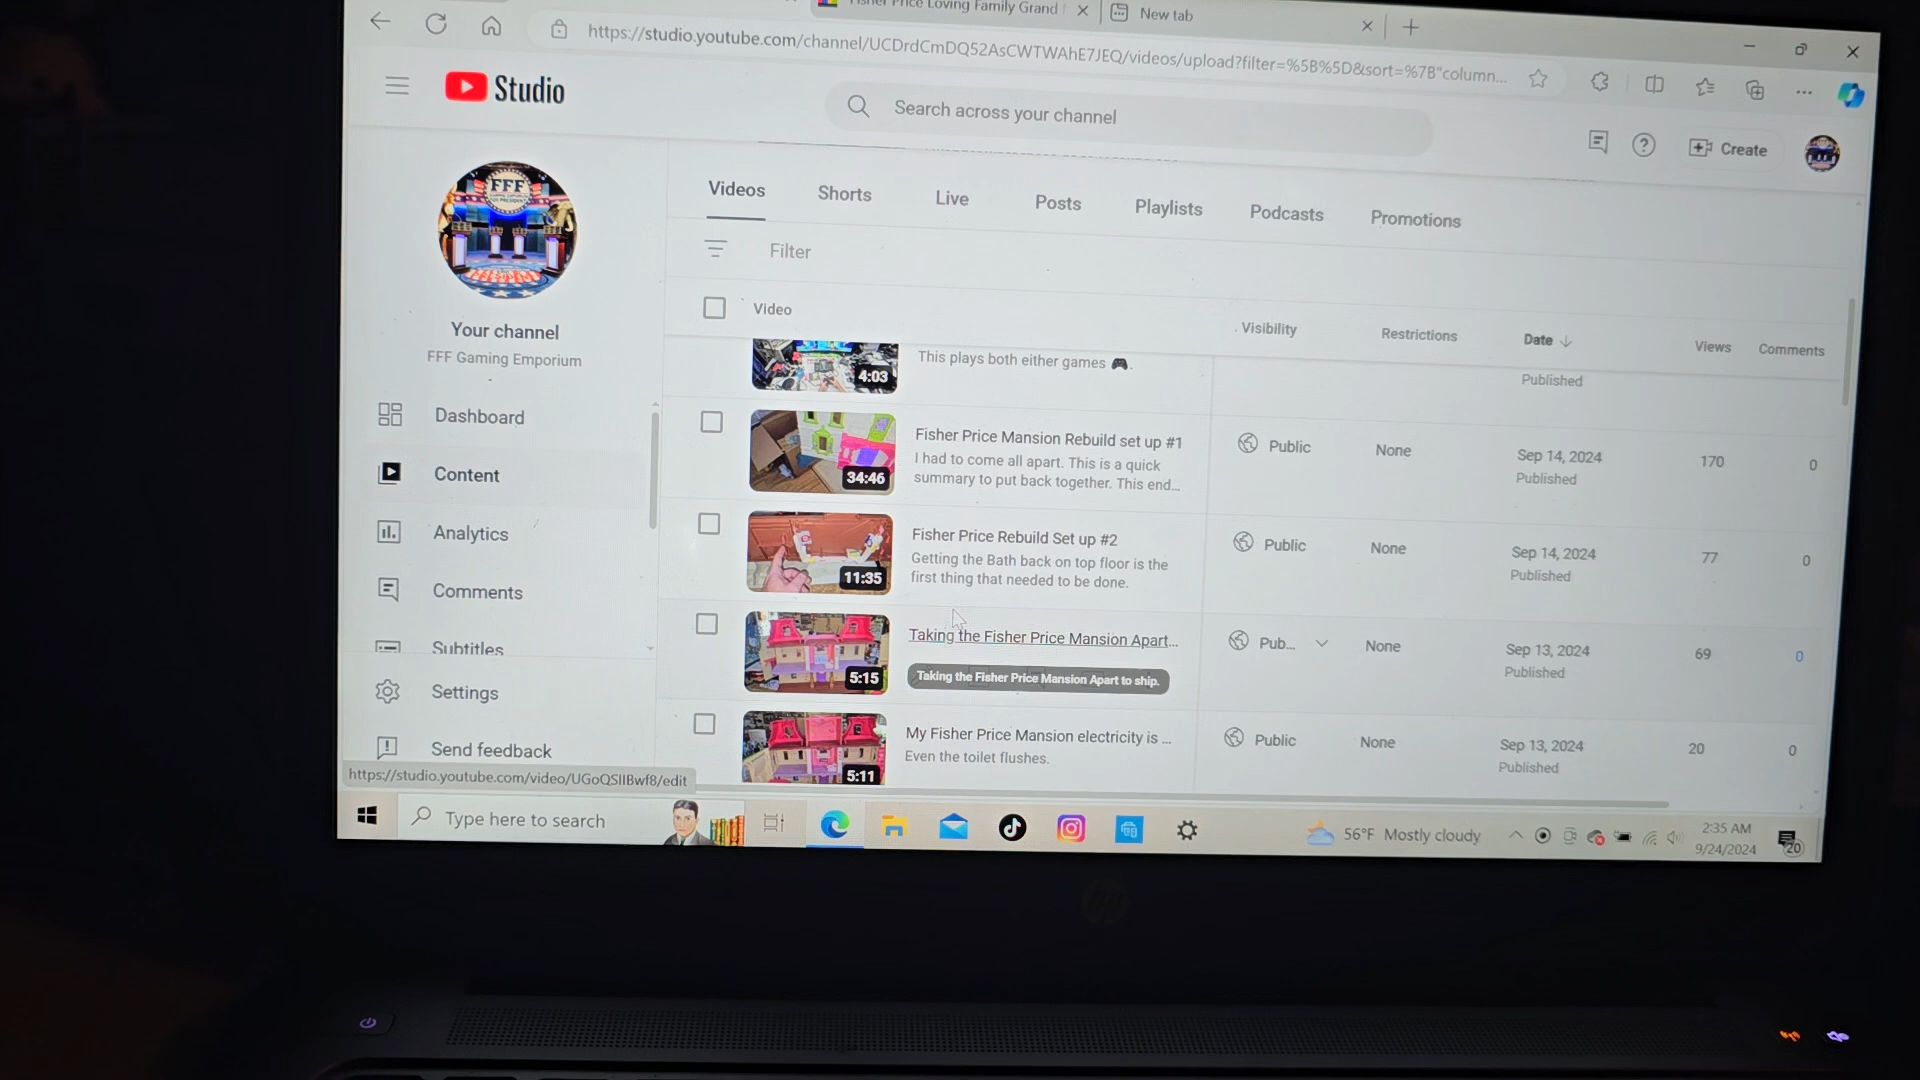 Fisher Price Loving Family Grand
New tab
https://studio.youtube.com/channel/UCDrdCmDQ52AsCWTWAhE7JEQ/videos/upload?filter=%5B%5D&sort=%7B"column...
Studio
Search across your channel
Create
FFF
Your channel
FFF Gaming Emporium
Dashboard
Content
Analytics
Comments
Subtitles
Settings
Send feedback
Videos Shorts Live Posts Playlists Podcasts Promotions
Filter
Video Visibility Restrictions Date Views Comments
4:03
This plays both either games 🎮.
Published
34:46
Fisher Price Mansion Rebuild set up #1
I had to come all apart. This is a quick
summary to put back together. This end...
Public None Sep 14, 2024 170 0
Published
11:35
Fisher Price Rebuild Set up #2
Getting the Bath back on top floor is the
first thing that needed to be done.
Public None Sep 14, 2024 77 0
Published
5:15
Taking the Fisher Price Mansion Apart...
Taking the Fisher Price Mansion Apart to ship.
Pub... None Sep 13, 2024 69 0
Published
5:11
My Fisher Price Mansion electricity is ...
Even the toilet flushes.
Public None Sep 13, 2024 20 0
Published
https://studio.youtube.com/video/UGoQSIIBwf8/edit
Type here to search
56°F Mostly cloudy
2:35 AM
9/24/2024
20
hp